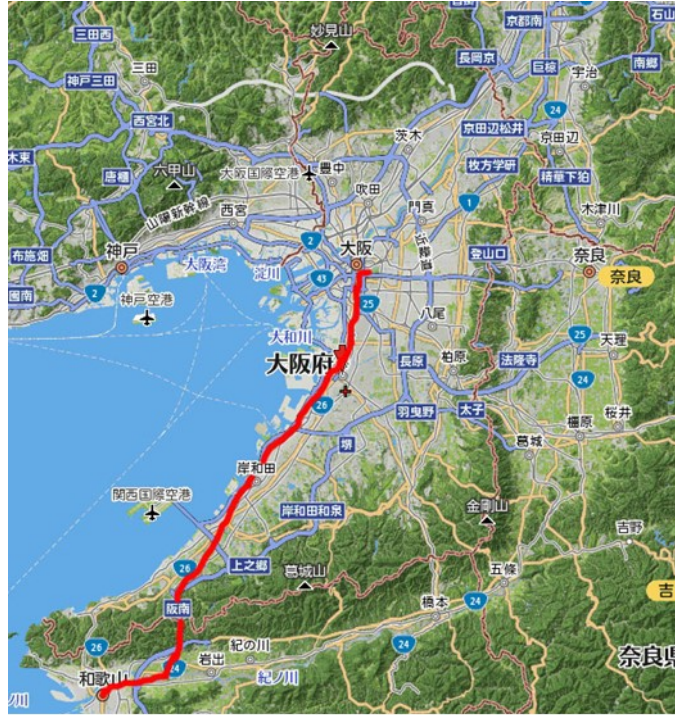 三田西
妙見山
京都南
石山
三田
長岡京
神戸三田
巨椋
宇治
南郷
24
西宮北
茨木
京田辺松井
木東
大阪国際空港
豊中
京田辺
唐櫃
六甲山
枚方学研
吹田
精華下狛
門真
1
山陽新幹線
西宮
木津川
2
近畿道
布施畑
神戸
大阪湾
淀川
大阪
登山口
奈良
43
奈良
2
神戸空港
25
大和川
八尾
25
天理
大阪府
長原
柏原
法隆寺
26
24
羽曳野
太子
桜井
橿原
堺
葛城
岸和田
関西国際空港
岸和田和泉
金剛山
吉野
26
上之郷
葛城山
五條
阪南
橋本
24
吉
26
紀の川
和歌山
24
岩出
紀ノ川
奈良県
ノ川